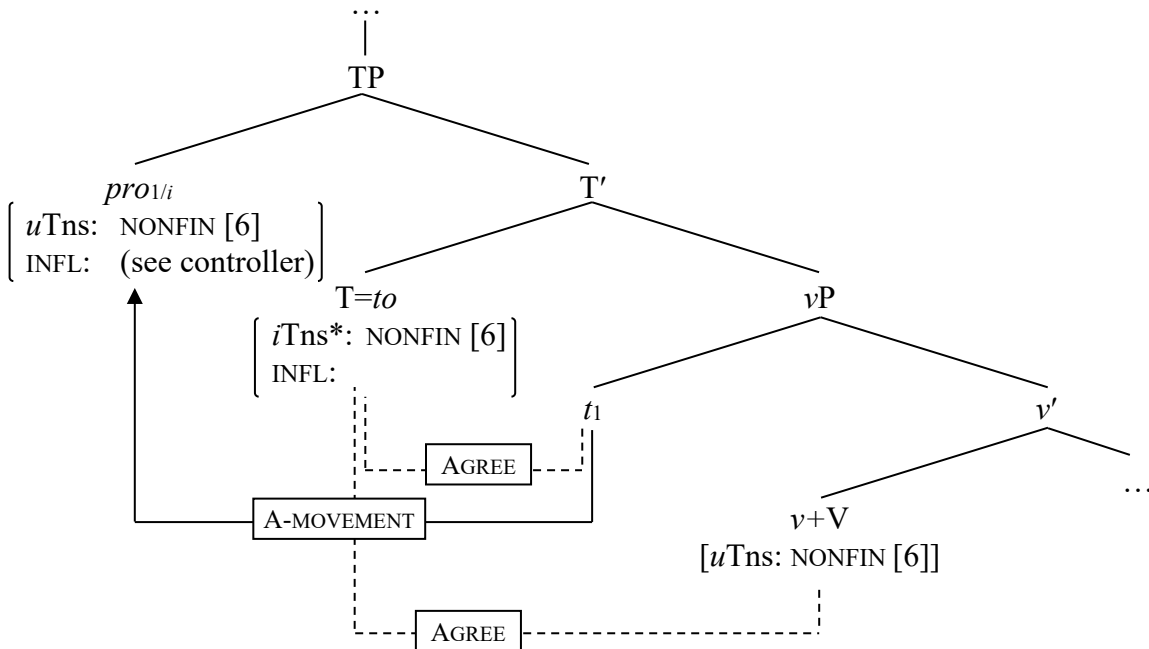 …
TP
pro1/i
T′
uTns: NONFIN [6]
INFL: (see controller)
T=to
vP
iTns*: NONFIN [6]
INFL:
t1
v′
AGREE
…
A-MOVEMENT
v+V
[uTns: NONFIN [6]]
AGREE